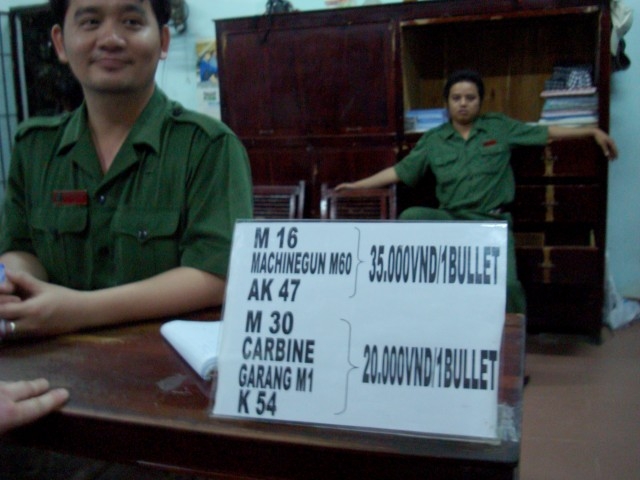 M 16
MACHINEGUN M60
AK 47
35.000VND/1BULLET
M 30
CARBINE
GARANG M1
K 54
20.000VND/1BULLET